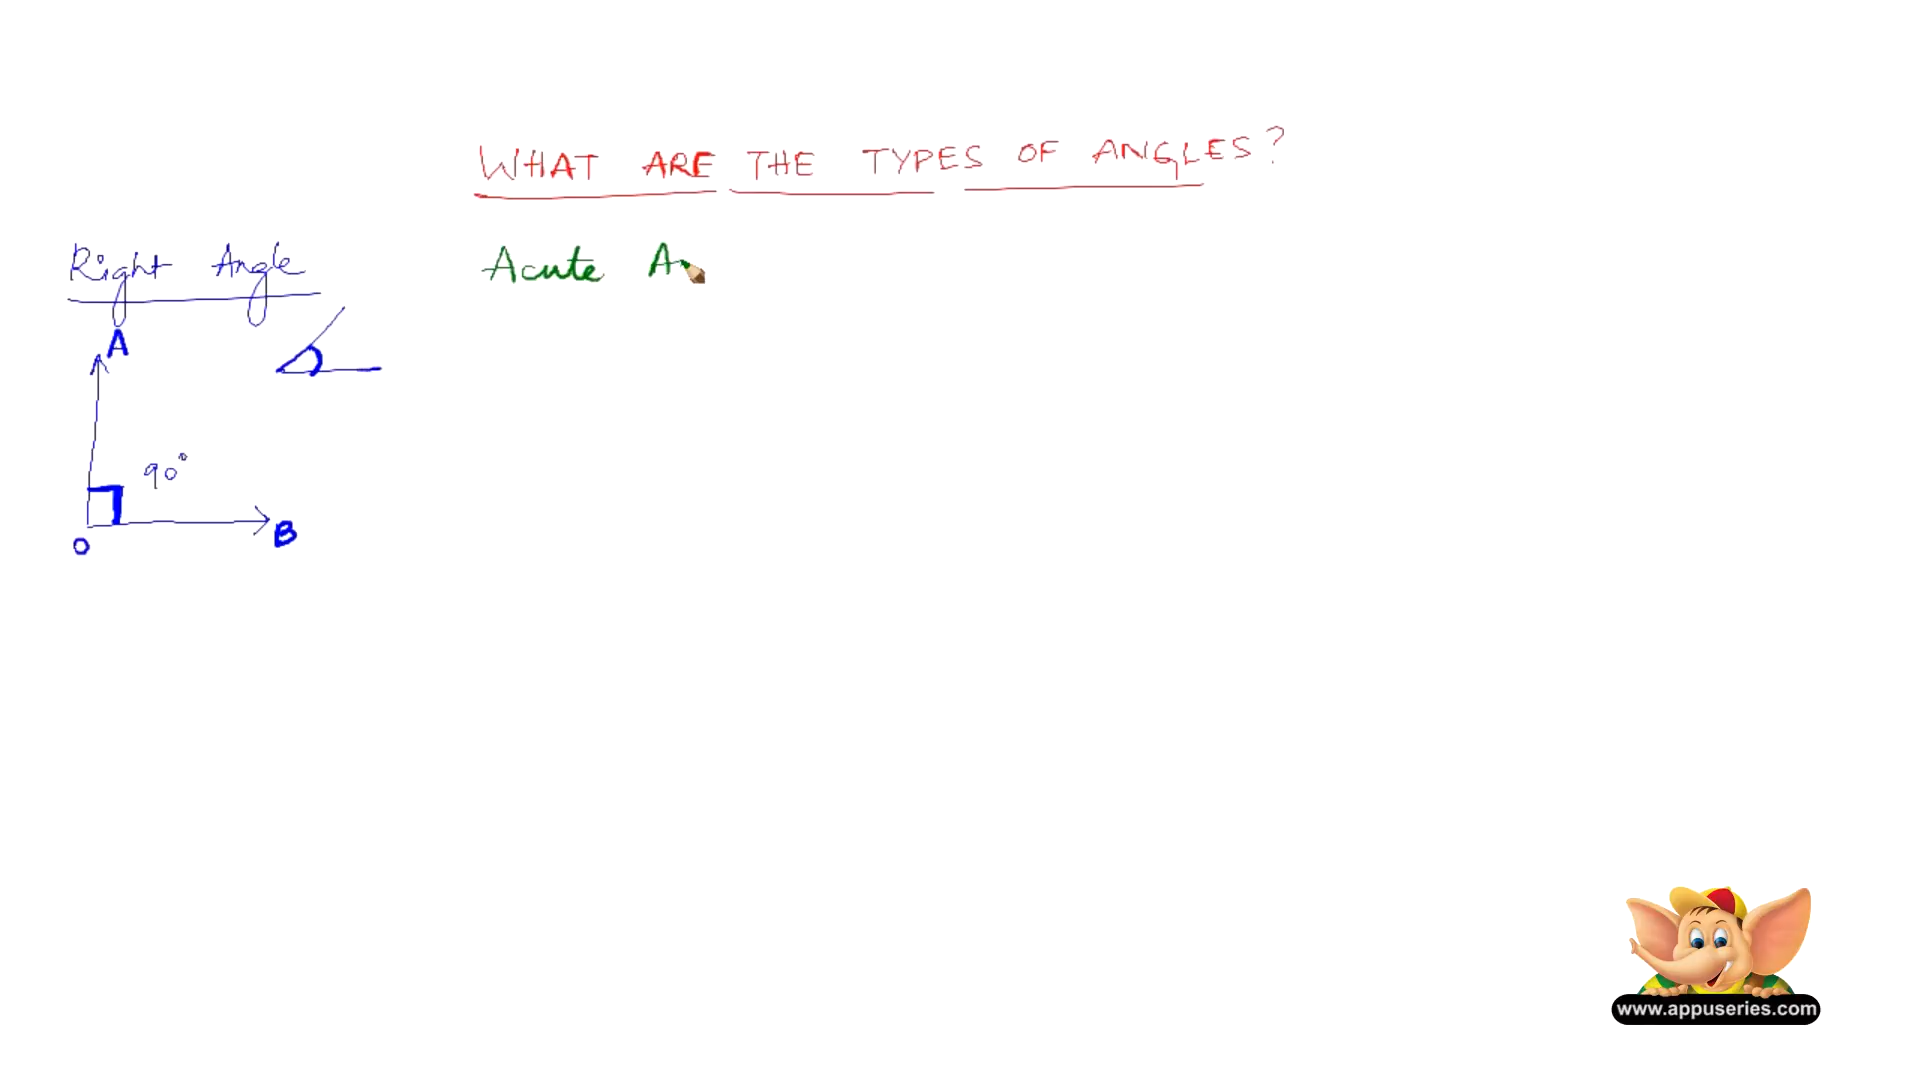 WHAT ARE THE TYPES OF ANGLES?
Right Angle
A
90°
O
B
Acute A
www.appuseries.com